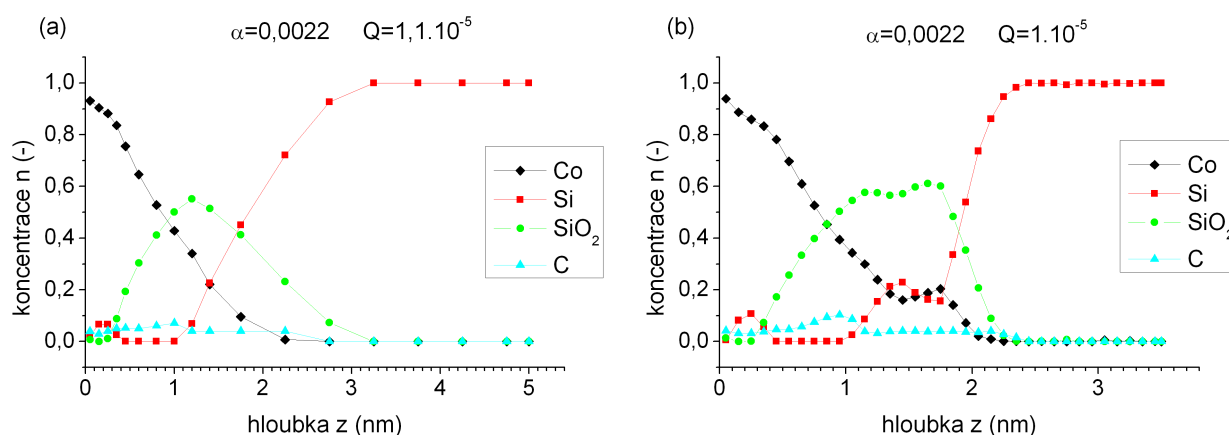 (a)
α=0,0022 Q=1,1.10⁻⁵
koncentrace n (-)
1,0
0,8
0,6
0,4
0,2
0,0
0 1 2 3 4 5
hloubka z (nm)
Co
Si
SiO₂
C
(b)
α=0,0022 Q=1.10⁻⁵
koncentrace n (-)
1,0
0,8
0,6
0,4
0,2
0,0
0 1 2 3
hloubka z (nm)
Co
Si
SiO₂
C